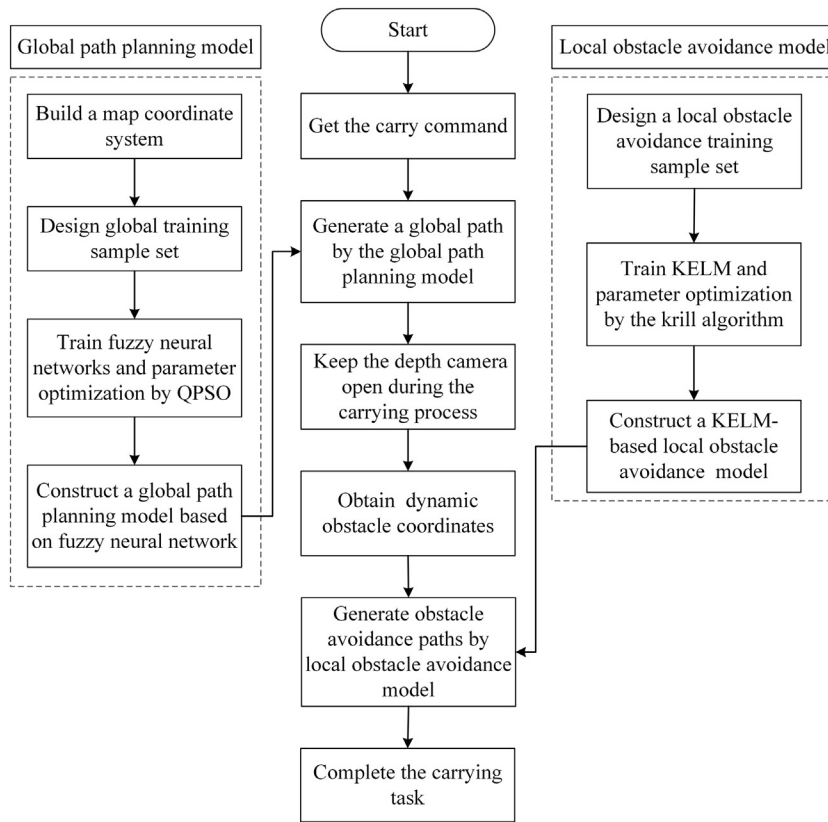 Global path planning model
Build a map coordinate
system
Design global training
sample set
Train fuzzy neural
networks and parameter
optimization by QPSO
Construct a global path
planning model based
on fuzzy neural network
Start
Get the carry command
Generate a global path
by the global path
planning model
Keep the depth camera
open during the
carrying process
Obtain dynamic
obstacle coordinates
Generate obstacle
avoidance paths by
local obstacle avoidance
model
Complete the carrying
task
Local obstacle avoidance model
Design a local obstacle
avoidance training
sample set
Train KELM and
parameter optimization
by the krill algorithm
Construct a KELM-
based local obstacle
avoidance model